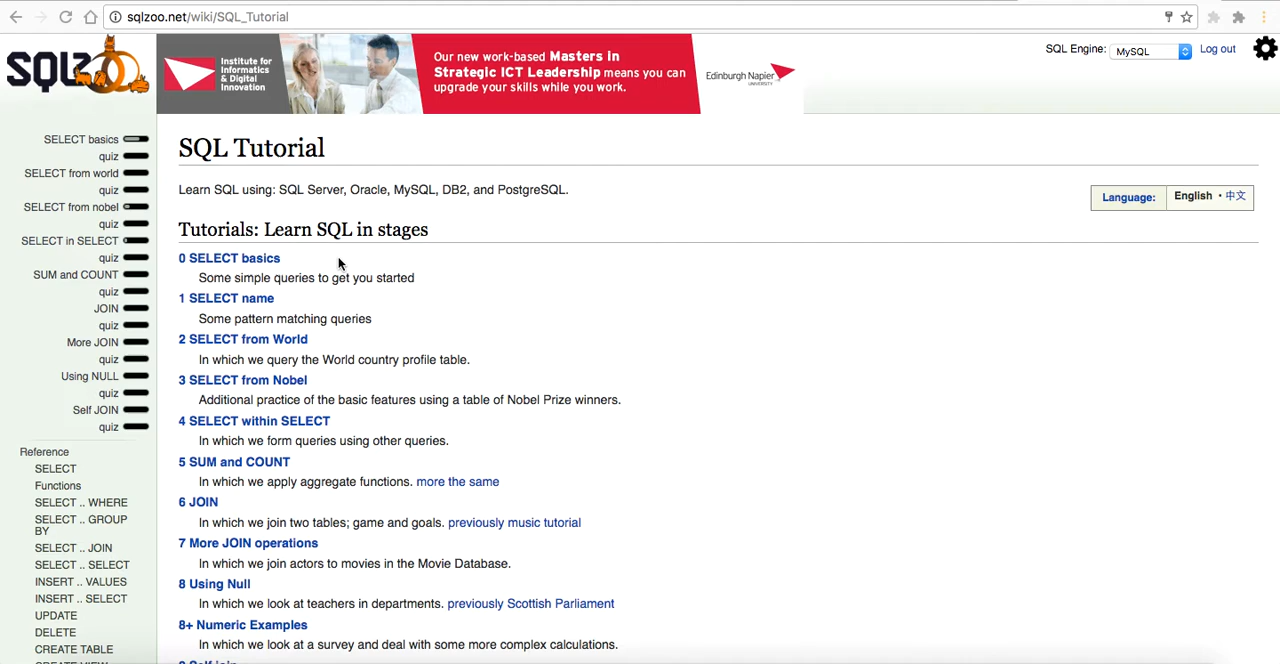 sqlzoo.net/wiki/SQL_Tutorial
SQLZOO
Institute for
Informatics
& Digital
Innovation
Our new work-based Masters in
Strategic ICT Leadership means you can
upgrade your skills while you work.
Edinburgh Napier
UNIVERSITY
SQL Engine: MySQL Log out
SELECT basics
quiz
SELECT from world
quiz
SELECT from nobel
quiz
SELECT in SELECT
quiz
SUM and COUNT
quiz
JOIN
quiz
More JOIN
quiz
Using NULL
quiz
Self JOIN
quiz
Reference
SELECT
Functions
SELECT .. WHERE
SELECT .. GROUP
BY
SELECT .. JOIN
SELECT .. SELECT
INSERT .. VALUES
INSERT .. SELECT
UPDATE
DELETE
CREATE TABLE
CREATE VIEW
SQL Tutorial
Learn SQL using: SQL Server, Oracle, MySQL, DB2, and PostgreSQL.
Language: English • 中文
Tutorials: Learn SQL in stages
0 SELECT basics
Some simple queries to get you started
1 SELECT name
Some pattern matching queries
2 SELECT from World
In which we query the World country profile table.
3 SELECT from Nobel
Additional practice of the basic features using a table of Nobel Prize winners.
4 SELECT within SELECT
In which we form queries using other queries.
5 SUM and COUNT
In which we apply aggregate functions. more the same
6 JOIN
In which we join two tables; game and goals. previously music tutorial
7 More JOIN operations
In which we join actors to movies in the Movie Database.
8 Using Null
In which we look at teachers in departments. previously Scottish Parliament
8+ Numeric Examples
In which we look at a survey and deal with some more complex calculations.
9 Self join